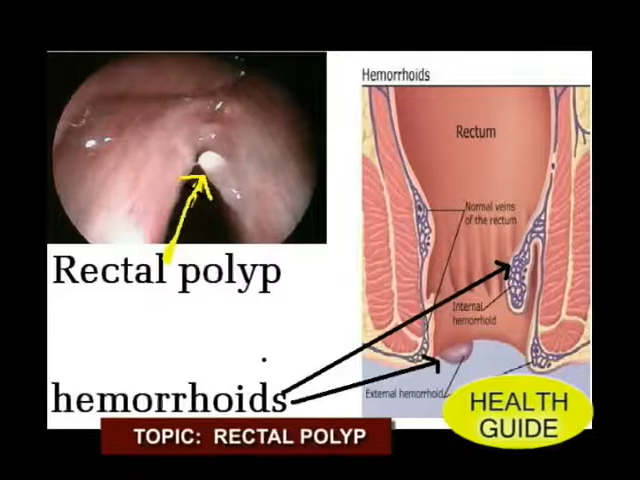 Hemorrhoids
Rectum
Normal veins
of the rectum
Rectal polyp
Internal
hemorrhoid
External hemorrhoid
hemorrhoids
HEALTH
GUIDE
TOPIC: RECTAL POLYP